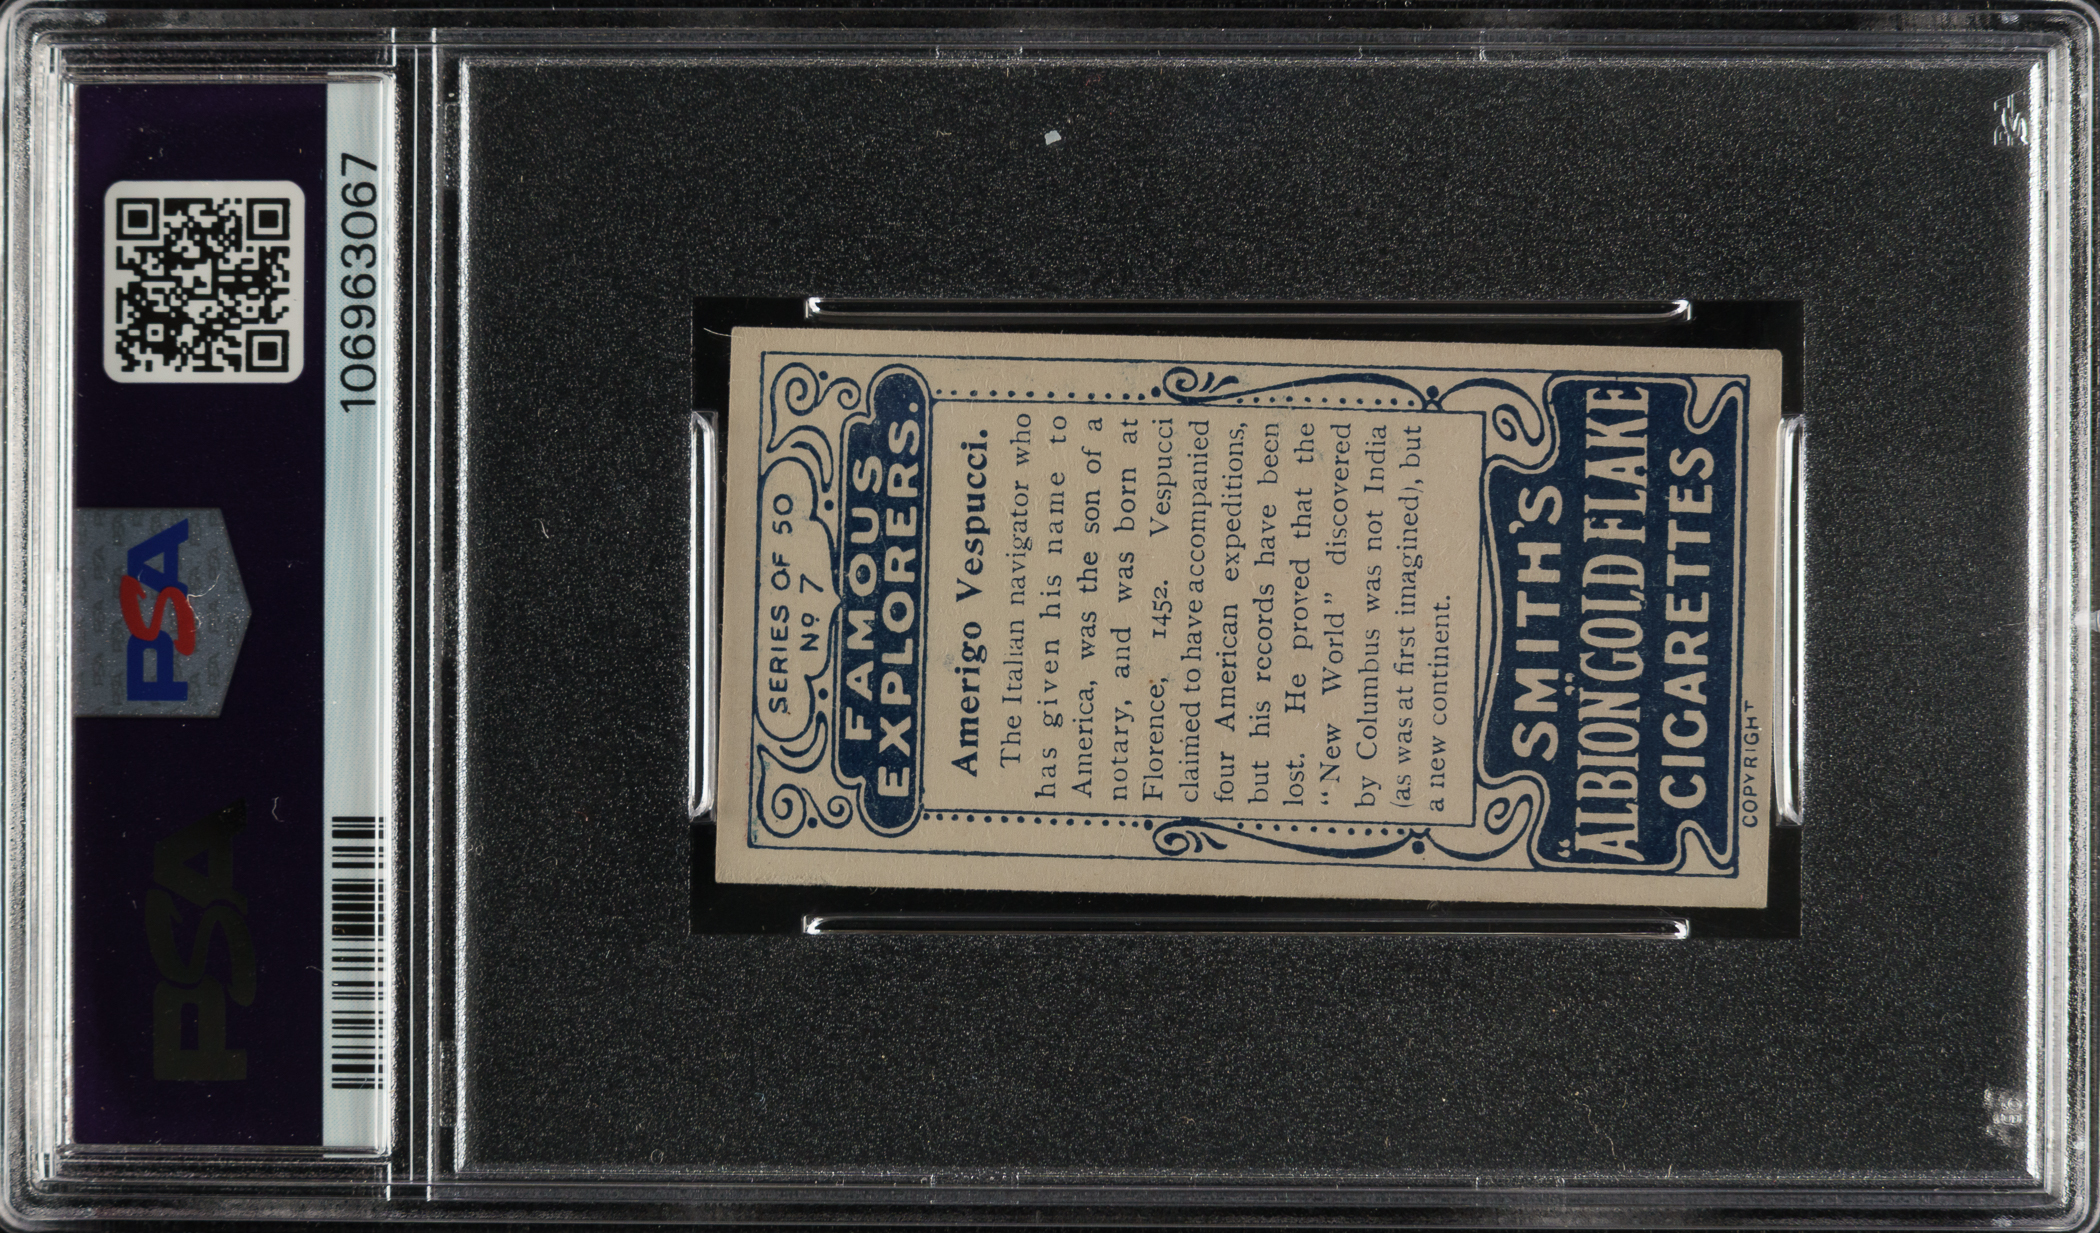 106963067
PSA
PSA
SERIES OF 50
Nº 7
FAMOUS
EXPLORERS.
Amerigo Vespucci.
The Italian navigator who
has given his name to
America, was the son of a
notary, and was born at
Florence, 1452. Vespucci
claimed to have accompanied
four American expeditions,
but his records have been
lost. He proved that the
“New World” discovered
by Columbus was not India
(as was at first imagined), but
a new continent.
SMITH'S
“ALBION GOLD FLAKE”
CIGARETTES
COPYRIGHT
PSA